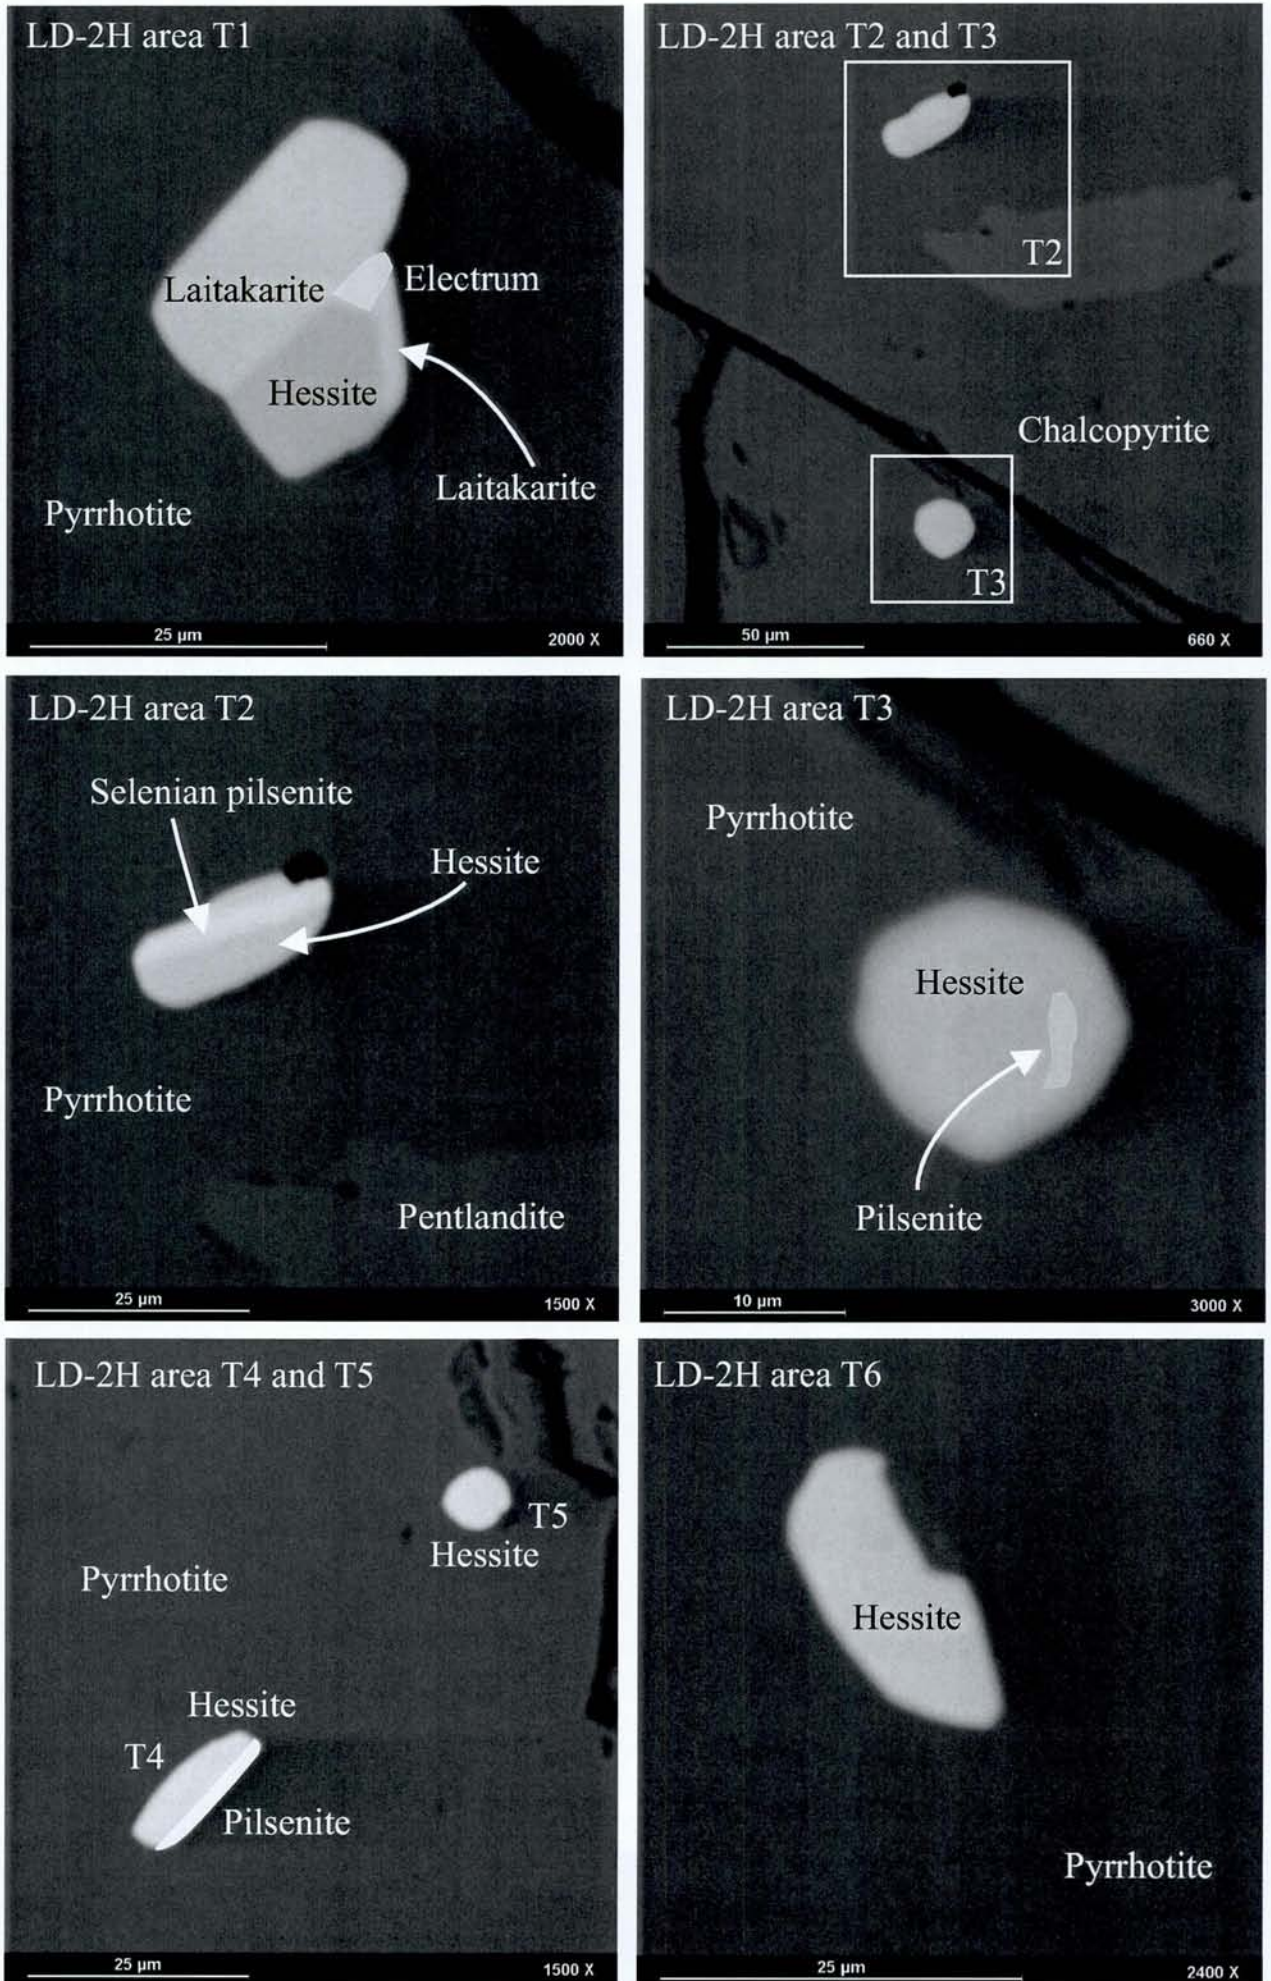 LD-2H area T1
Laitakarite
Electrum
Hessite
Laitakarite
Pyrrhotite
25 µm
2000 X
LD-2H area T2 and T3
T2
Chalcopyrite
T3
50 µm
660 X
LD-2H area T2
Selenian pilsenite
Hessite
Pyrrhotite
Pentlandite
25 µm
1500 X
LD-2H area T3
Pyrrhotite
Hessite
Pilsenite
10 µm
3000 X
LD-2H area T4 and T5
T5
Hessite
Pyrrhotite
Hessite
T4
Pilsenite
25 µm
1500 X
LD-2H area T6
Hessite
Pyrrhotite
25 µm
2400 X